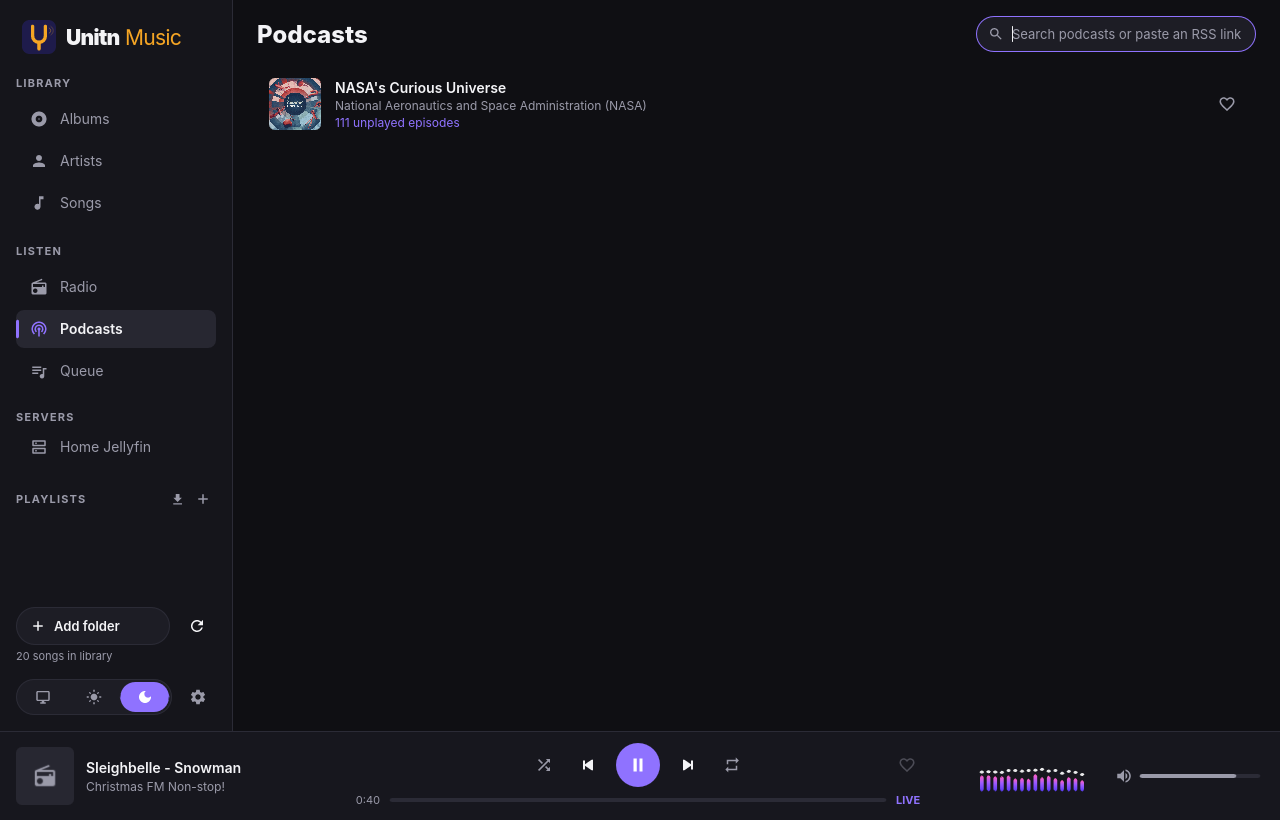 Unitn Music
LIBRARY
Albums
Artists
Songs
LISTEN
Radio
Podcasts
Queue
SERVERS
Home Jellyfin
PLAYLISTS
Add folder
20 songs in library
Podcasts
Search podcasts or paste an RSS link
NASA's Curious Universe
National Aeronautics and Space Administration (NASA)
111 unplayed episodes
Sleighbelle - Snowman
Christmas FM Non-stop!
0:40
LIVE